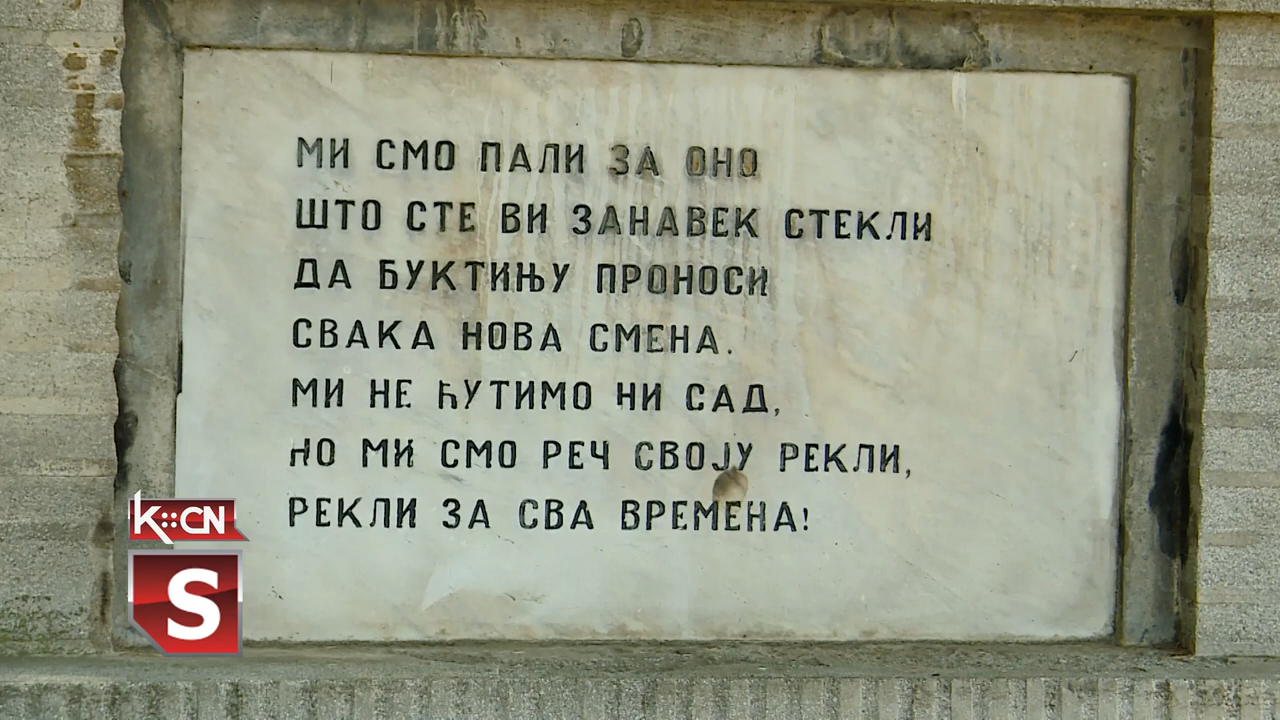 МИ СМО ПАЛИ ЗА ОНО
ШТО СТЕ ВИ ЗАНАВЕК СТЕКЛИ
ДА БУКТИЊУ ПРОНОСИ
СВАКА НОВА СМЕНА.
МИ НЕ ЋУТИМО НИ САД,
НО МИ СМО РЕЧ СВОЈУ РЕКЛИ,
РЕКЛИ ЗА СВА ВРЕМЕНА!
K::CN
S